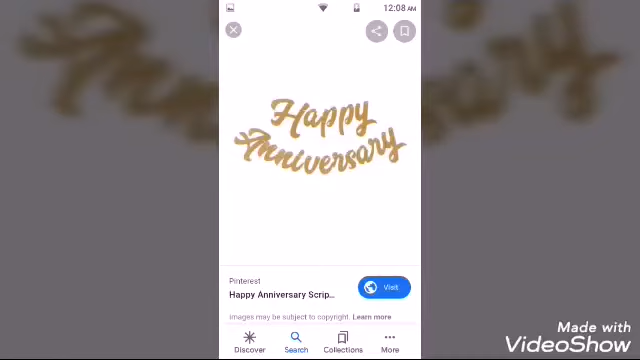 12:08 AM
Happy
Anniversary
Pinterest
Visit
Happy Anniversary Scrip...
Images may be subject to copyright. Learn more
Discover
Search
Collections
More
Made with
VideoShow